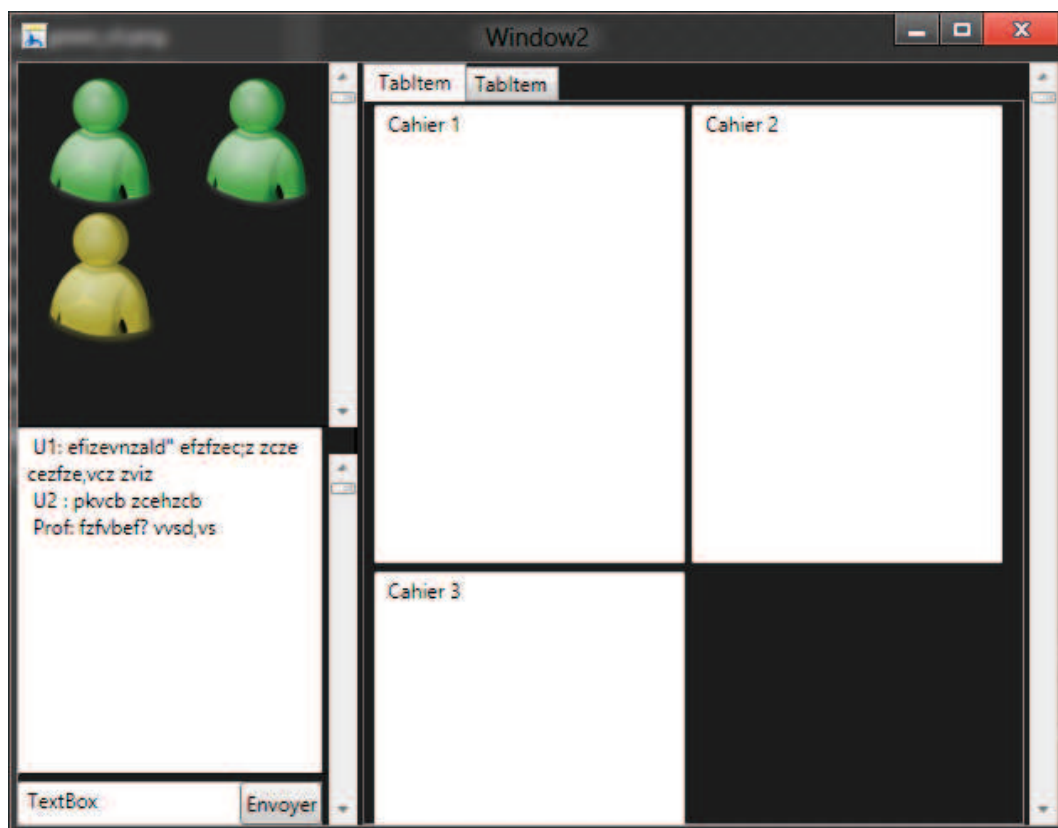 Window2
X
TabItem TabItem
Cahier 1
Cahier 2
Cahier 3
U1: efizevnzald" efzfzec;z zcze
cezfze,vcz zviz
U2 : pkvcb zcehzcb
Prof: fzfvbef? vvsd,vs
TextBox
Envoyer